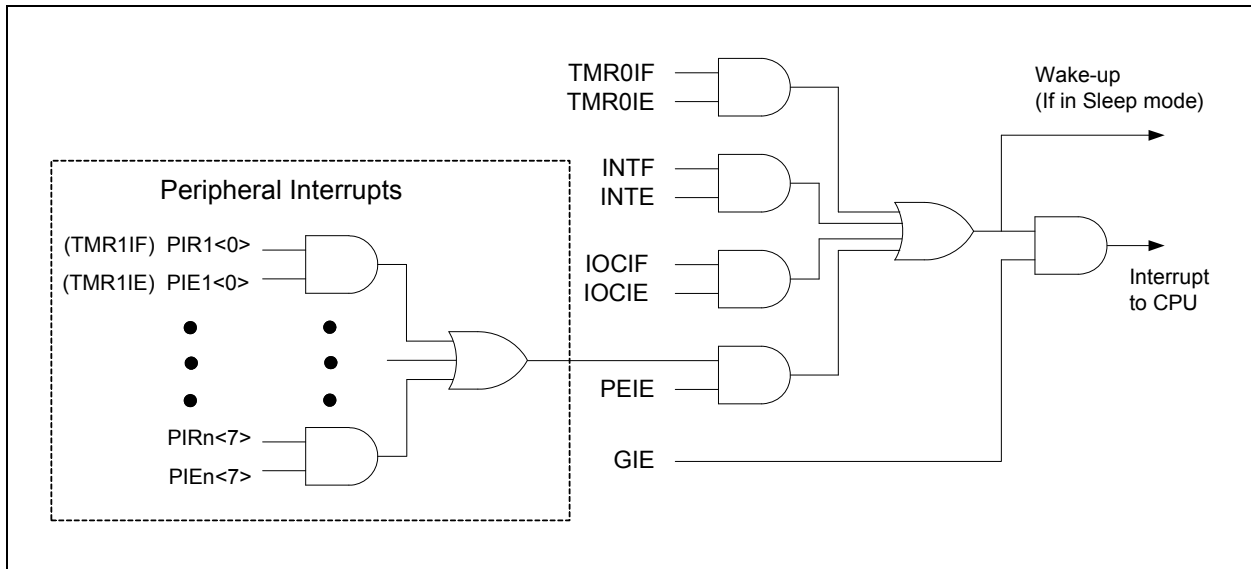 TMR0IF
TMR0IE
Wake-up
(If in Sleep mode)
INTF
INTE
Peripheral Interrupts
(TMR1IF) PIR1<0>
(TMR1IE) PIE1<0>
IOCIF
IOCIE
Interrupt
to CPU
PEIE
PIRn<7>
GIE
PIEn<7>